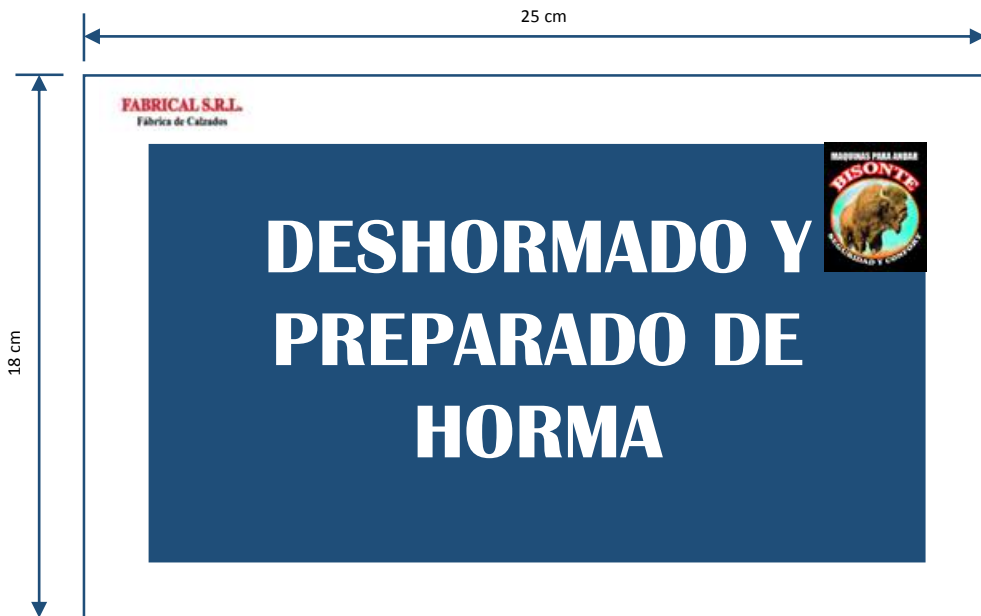 25 cm
FABRICAL S.R.L.
Fábrica de Calzados
MAQUINAS PARA ANDAR
BISONTE
SEGURIDAD Y CONFORT
DESHORMADO Y
PREPARADO DE
HORMA
18 cm